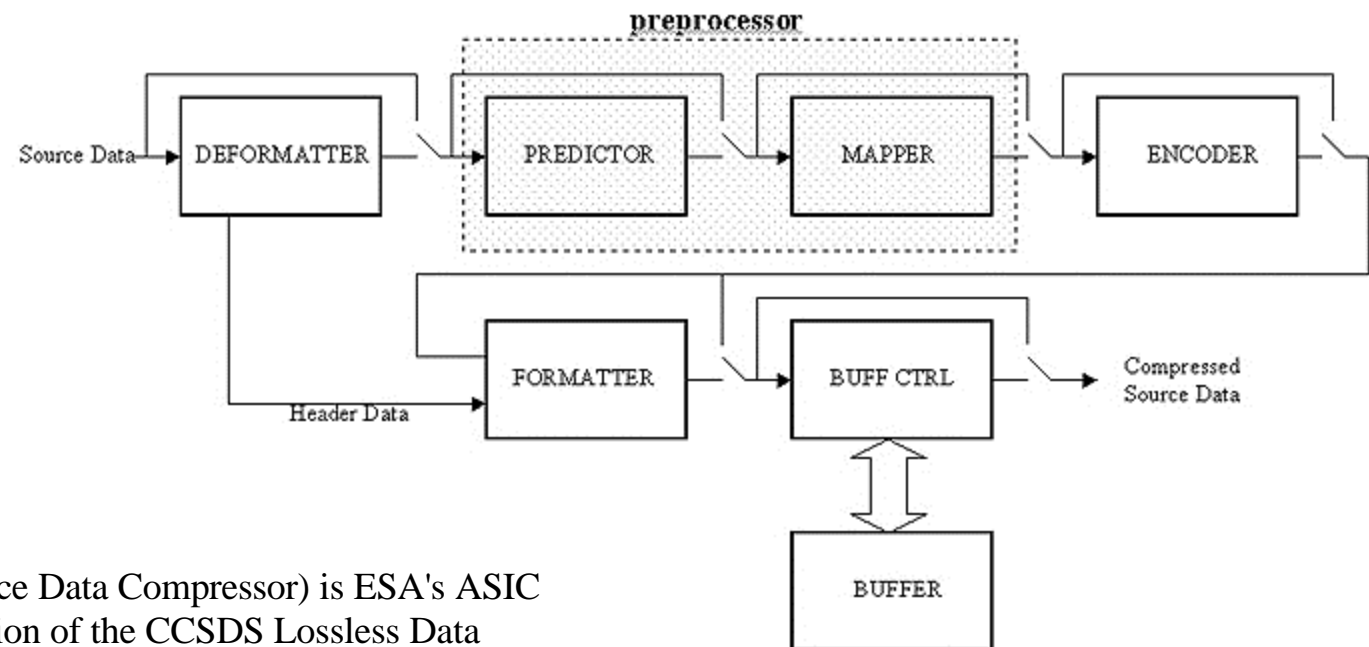 preprocessor
Source Data
DEFORMATTER
PREDICTOR
MAPPER
ENCODER
FORMATTER
BUFF CTRL
Compressed
Source Data
Header Data
BUFFER
ce Data Compressor) is ESA's ASIC
ion of the CCSDS Lossless Data